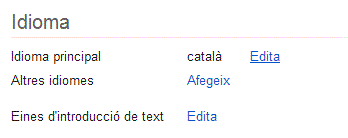 Idioma
Idioma principal català Edita
Altres idiomes Afegeix
Eines d'introducció de text Edita